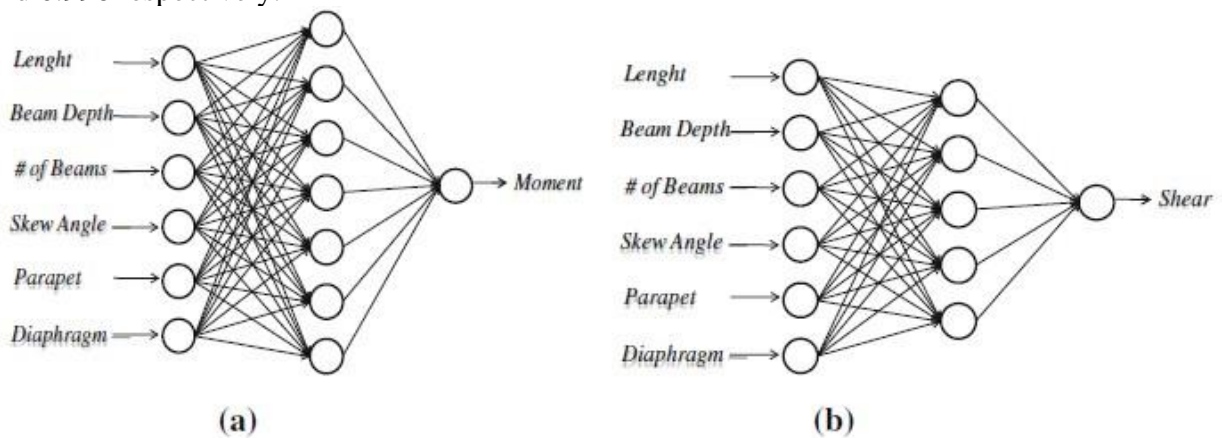 respectively.
Lenght
Beam Depth
# of Beams
Skew Angle
Parapet
Diaphragm
Moment
(a)
Lenght
Beam Depth
# of Beams
Skew Angle
Parapet
Diaphragm
Shear
(b)